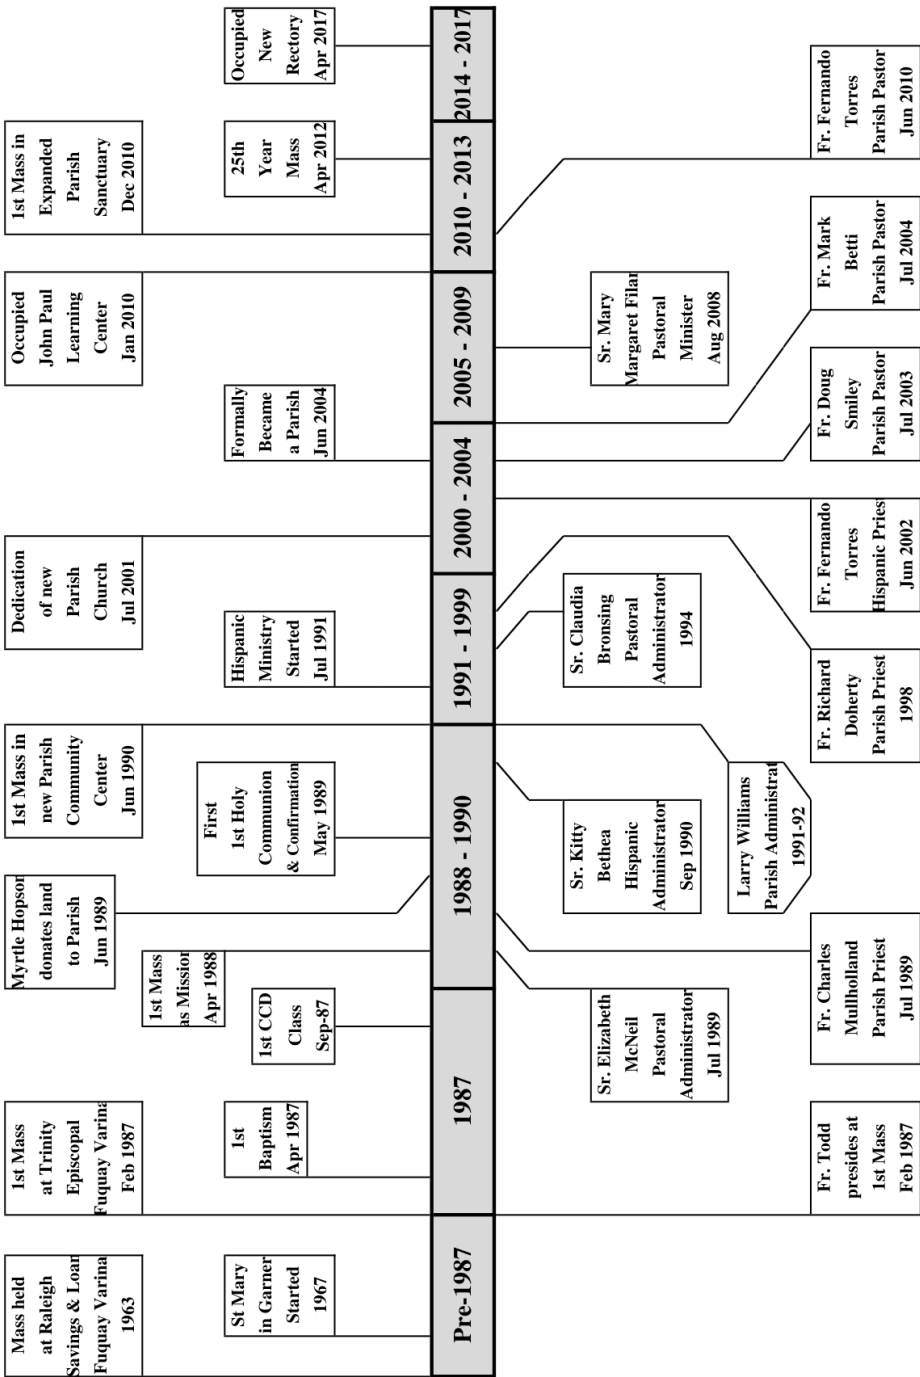 Mass held
at Raleigh
Savings & Loan
Fuquay Varina
1963
1st Mass
at Trinity
Episcopal
Fuquay Varina
Feb 1987
Myrtle Hopson
donates land
to Parish
Jun 1989
1st Mass in
new Parish
Community
Center
Jun 1990
Dedication
of new
Parish
Church
Jul 2001
Occupied
John Paul
Learning
Center
Jan 2010
1st Mass in
Expanded
Parish
Sanctuary
Dec 2010
St Mary
in Garner
Started
1967
1st
Baptism
Apr 1987
1st CCD
Class
Sep-87
1st Mass
as Mission
Apr 1988
First
1st Holy
Communion
& Confirmation
May 1989
Hispanic
Ministry
Started
Jul 1991
Formally
Became
a Parish
Jun 2004
25th
Year
Mass
Apr 2012
Occupied
New
Rectory
Apr 2017
Pre-1987
1987
1988 - 1990
1991 - 1999
2000 - 2004
2005 - 2009
2010 - 2013
2014 - 2017
Sr. Elizabeth
McNeil
Pastoral
Administrator
Jul 1989
Sr. Kitty
Bethea
Hispanic
Administrator
Sep 1990
Sr. Claudia
Bronsing
Pastoral
Administrator
1994
Sr. Mary
Margaret Filan
Pastoral
Minister
Aug 2008
Larry Williams
Parish Administrat
1991-92
Fr. Todd
presides at
1st Mass
Feb 1987
Fr. Charles
Mullholland
Parish Priest
Jul 1989
Fr. Richard
Doherty
Parish Priest
1998
Fr. Fernando
Torres
Hispanic Priest
Jun 2002
Fr. Doug
Smiley
Parish Pastor
Jul 2003
Fr. Mark
Betti
Parish Pastor
Jul 2004
Fr. Fernando
Torres
Parish Pastor
Jun 2010